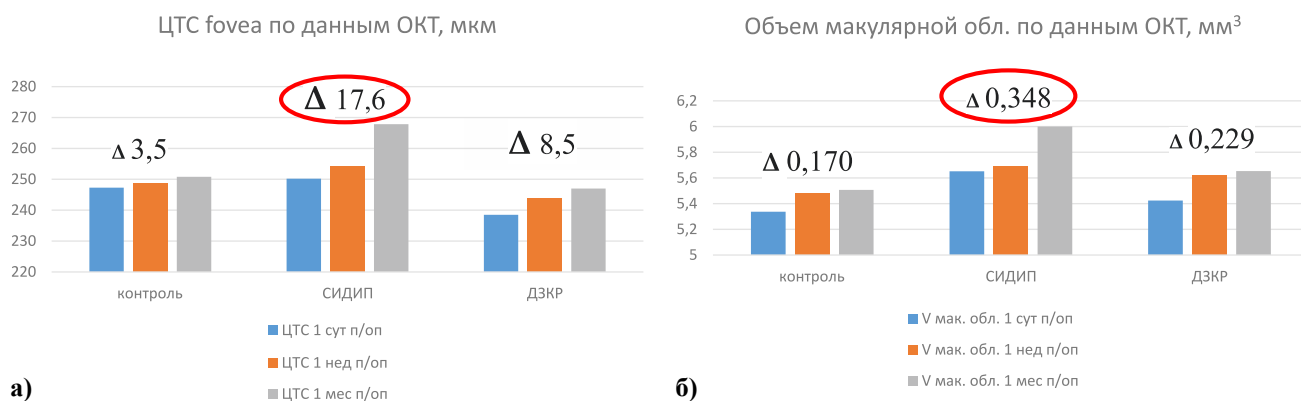 ЦТС fovea по данным ОКТ, мкм
280
270
260
250
240
230
220
Δ 3,5
Δ 17,6
Δ 8,5
контроль
СИДИП
ДЗКР
ЦТС 1 сут п/оп
ЦТС 1 нед п/оп
ЦТС 1 мес п/оп
а)
Объем макулярной обл. по данным ОКТ, мм³
6,2
6
5,8
5,6
5,4
5,2
5
Δ 0,170
Δ 0,348
Δ 0,229
контроль
СИДИП
ДЗКР
V мак. обл. 1 сут п/оп
V мак. обл. 1 нед п/оп
V мак. обл. 1 мес п/оп
б)